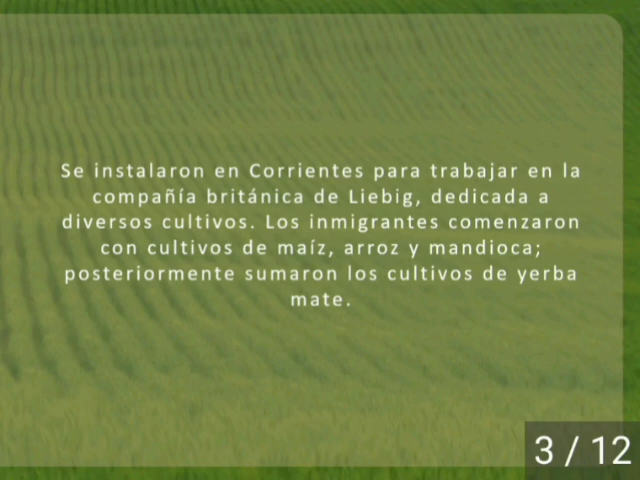 Se instalaron en Corrientes para trabajar en la
compañía británica de Liebig, dedicada a
diversos cultivos. Los inmigrantes comenzaron
con cultivos de maíz, arroz y mandioca;
posteriormente sumaron los cultivos de yerba
mate.
3 / 12